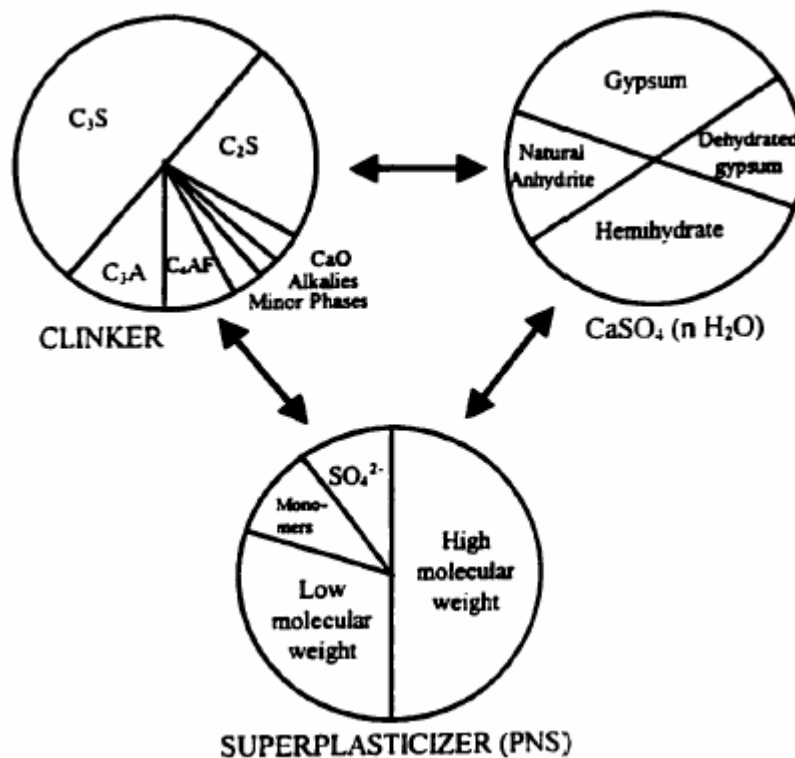 C₃S
C₂S
C₃A
C₄AF
CaO
Alkalies
Minor Phases
CLINKER
Gypsum
Natural
Anhydrite
Dehydrated
gypsum
Hemihydrate
CaSO₄ (n H₂O)
SO₄²⁻
Mono-
mers
Low
molecular
weight
High
molecular
weight
SUPERPLASTICIZER (PNS)